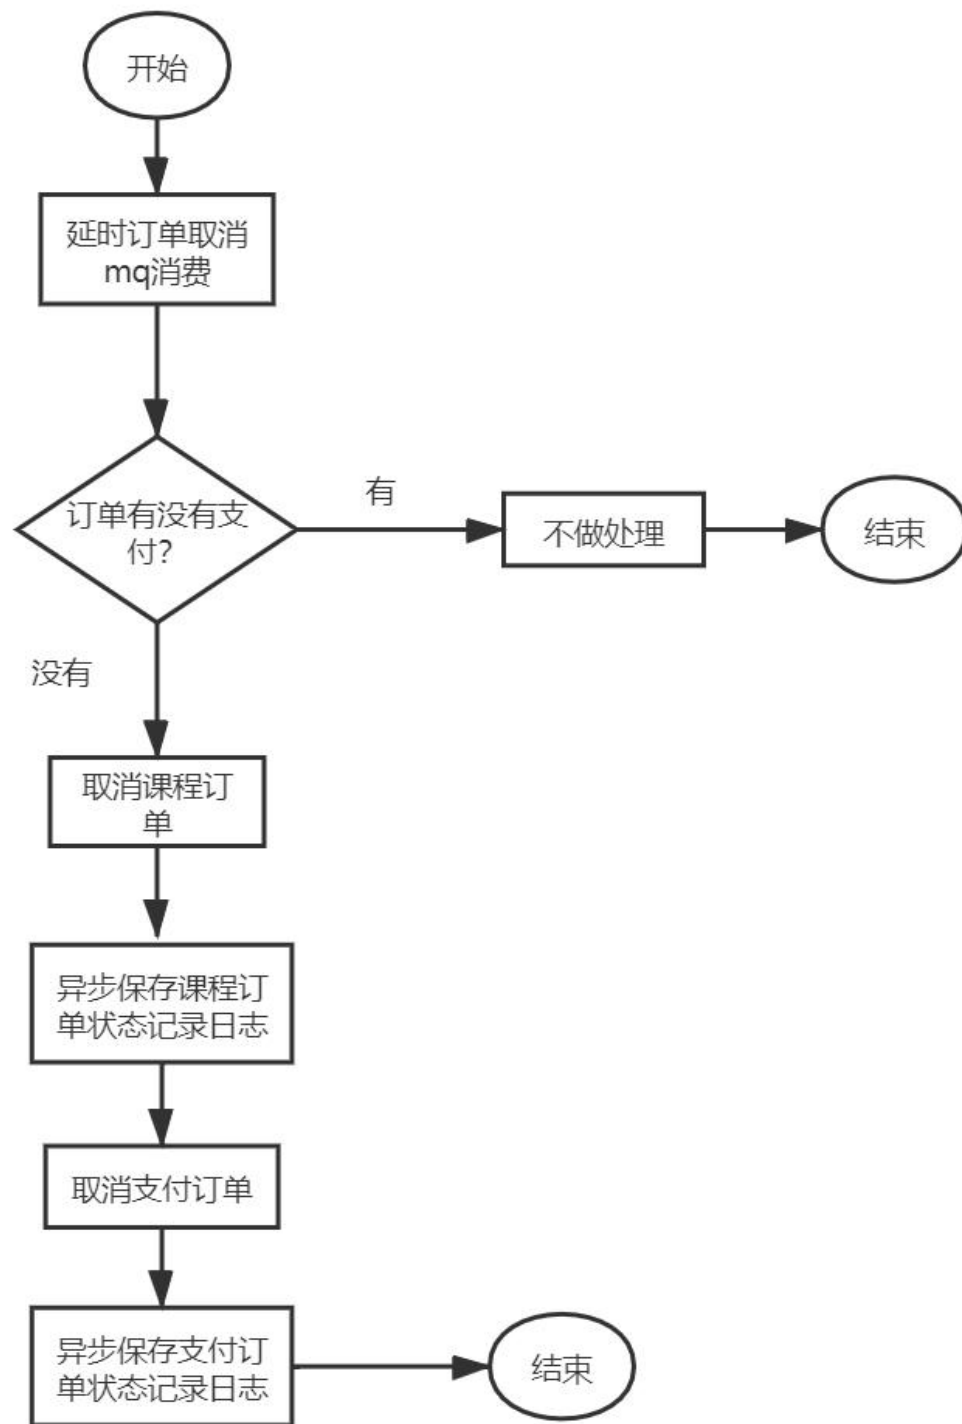 开始
延时订单取消
mq消费
订单有没有支
付?
有
不做处理
结束
没有
取消课程订
单
异步保存课程订
单状态记录日志
取消支付订单
异步保存支付订
单状态记录日志
结束